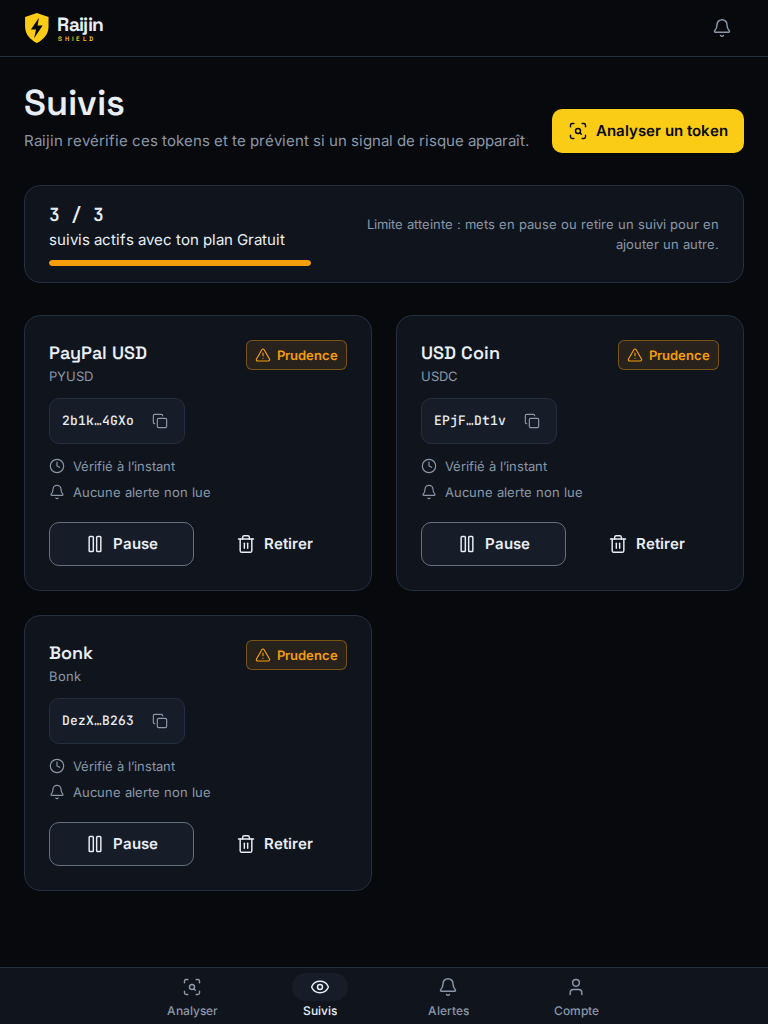 Raijin
SHIELD
Suivis
Raijin revérifie ces tokens et te prévient si un signal de risque apparaît.
Analyser un token
3 / 3
suivis actifs avec ton plan Gratuit
Limite atteinte : mets en pause ou retire un suivi pour en
ajouter un autre.
PayPal USD
Prudence
PYUSD
2b1k…4GXo
Vérifié à l’instant
Aucune alerte non lue
Pause
Retirer
USD Coin
Prudence
USDC
EPjF…Dt1v
Vérifié à l’instant
Aucune alerte non lue
Pause
Retirer
Bonk
Prudence
Bonk
DezX…B263
Vérifié à l’instant
Aucune alerte non lue
Pause
Retirer
Analyser
Suivis
Alertes
Compte